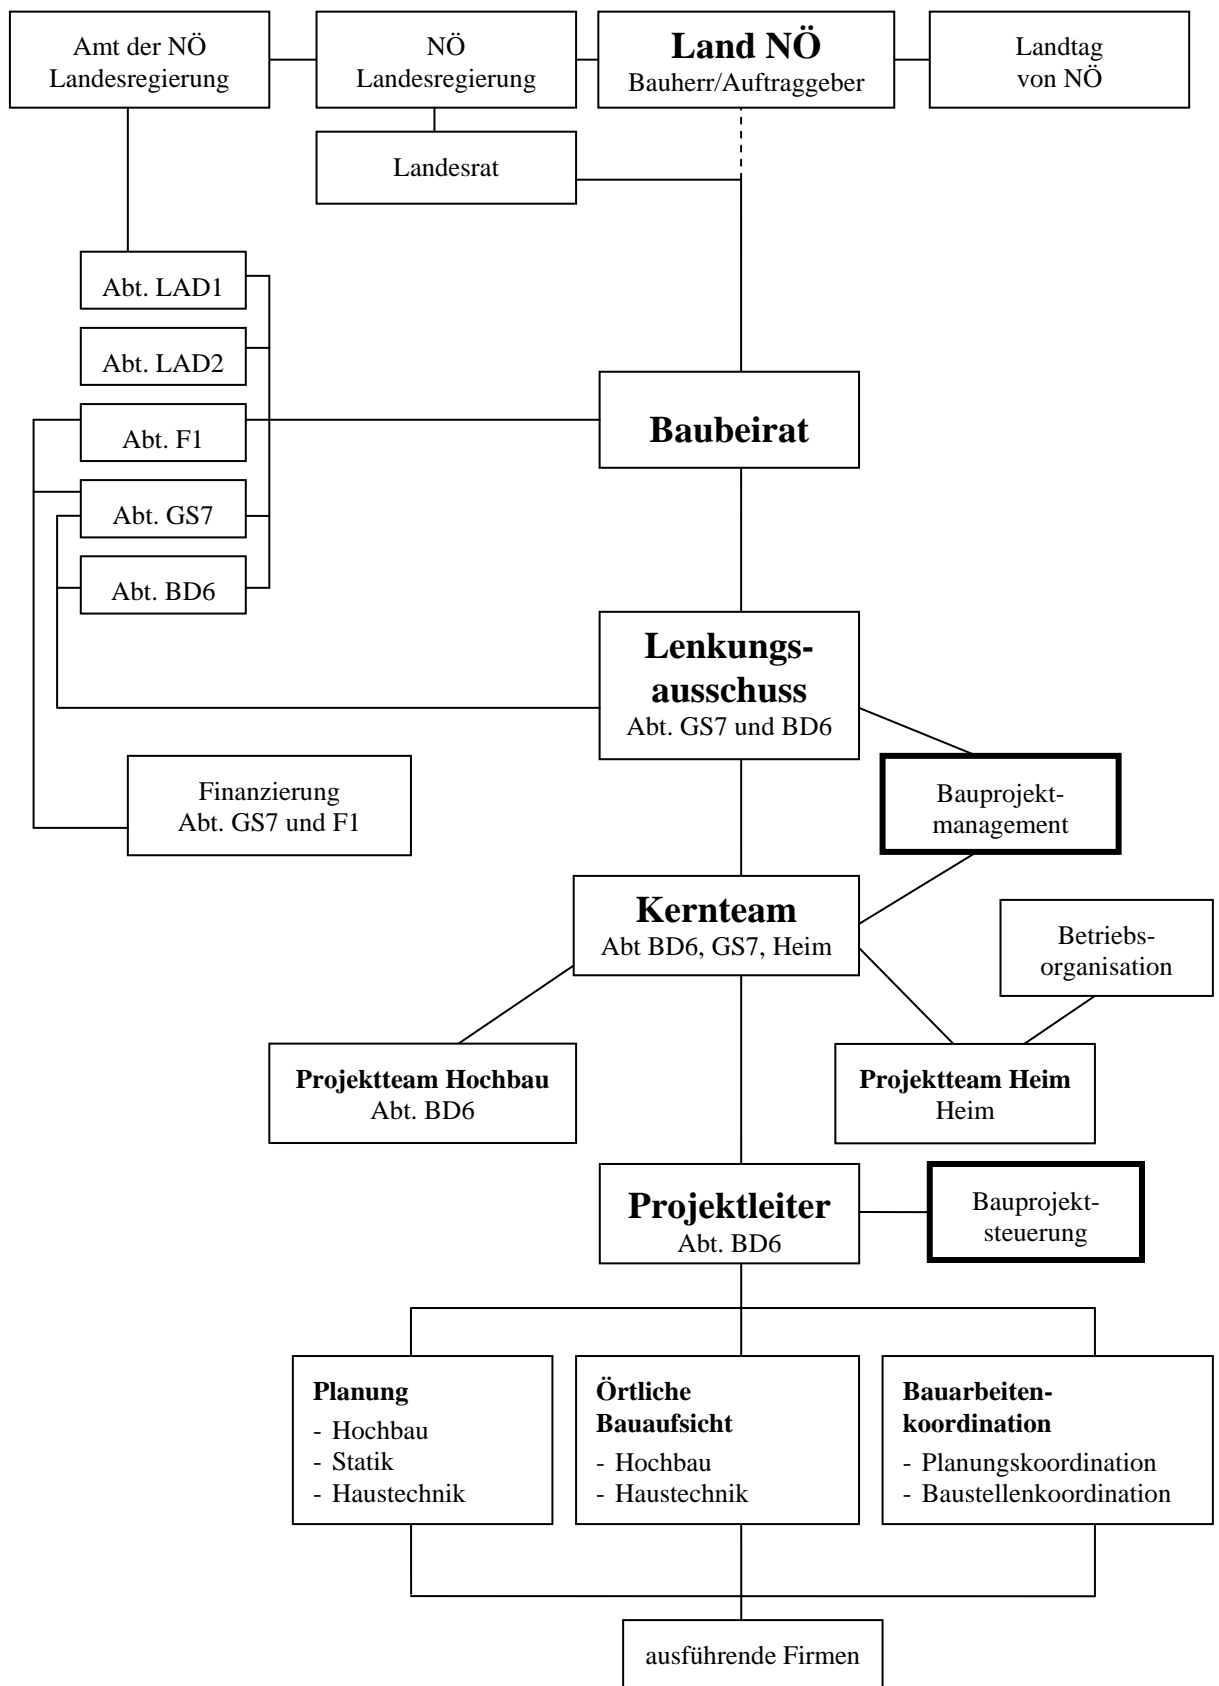 Amt der NÖ
Landesregierung
NÖ
Landesregierung
Land NÖ
Bauherr/Auftraggeber
Landtag
von NÖ
Landesrat
Abt. LAD1
Abt. LAD2
Abt. F1
Abt. GS7
Abt. BD6
Baubeirat
Lenkungs-
ausschuss
Abt. GS7 und BD6
Finanzierung
Abt. GS7 und F1
Bauprojekt-
management
Kernteam
Abt BD6, GS7, Heim
Betriebs-
organisation
Projektteam Hochbau
Abt. BD6
Projektteam Heim
Heim
Projektleiter
Abt. BD6
Bauprojekt-
steuerung
Planung
- Hochbau
- Statik
- Haustechnik
Örtliche
Bauaufsicht
- Hochbau
- Haustechnik
Bauarbeiten-
koordination
- Planungskoordination
- Baustellenkoordination
ausführende Firmen